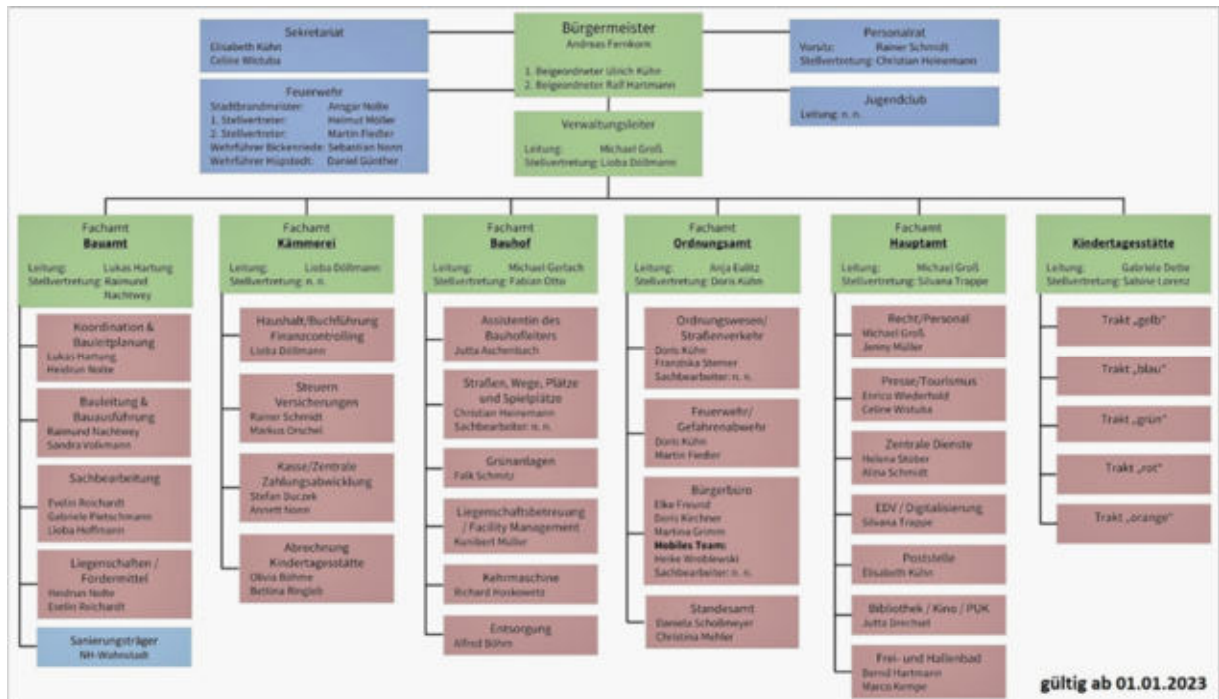 Sekretariat
Elisabeth Kühn
Celine Wistuba
Bürgermeister
Andreas Fernkorn
1. Beigeordneter Ulrich Kühn
2. Beigeordneter Ralf Hartmann
Personalrat
Vorsitz: Rainer Schmidt
Stellvertretung: Christian Heinemann
Feuerwehr
Stadtbrandmeister: Ansgar Nolte
1. Stellvertreter: Helmut Möller
2. Stellvertreter: Martin Fiedler
Wehrführer Bickenriede: Sebastian Nonn
Wehrführer Hüpstedt: Daniel Günther
Jugendclub
Leitung: n. n.
Verwaltungsleiter
Leitung: Michael Groß
Stellvertretung: Lioba Döllmann
Fachamt
Bauamt
Leitung: Lukas Hartung
Stellvertretung: Raimund
Nachtwey
Koordination &
Bauleitplanung
Lukas Hartung,
Heidrun Nolte
Bauleitung &
Bauausführung
Raimund Nachtwey
Sandra Volkmann
Sachbearbeitung
Evelin Reichardt
Gabriele Pietschmann
Lioba Hoffmann
Liegenschaften /
Fördermittel
Heidrun Nolte
Evelin Reichardt
Sanierungsträger
NH-Wohnstadt
Fachamt
Kämmerei
Leitung: Lioba Döllmann
Stellvertretung: n. n.
Haushalt/Buchführung
Finanzcontrolling
Lioba Döllmann
Steuern
Versicherungen
Rainer Schmidt
Markus Orschel
Kasse/Zentrale
Zahlungsabwicklung
Stefan Duczek
Annett Nonn
Abrechnung
Kindertagesstätte
Olivia Böhme
Bettina Ringleb
Fachamt
Bauhof
Leitung: Michael Gerlach
Stellvertretung: Fabian Otto
Assistentin des
Bauhofleiters
Jutta Aschenbach
Straßen, Wege, Plätze
und Spielplätze
Christian Heinemann
Sachbearbeiter: n. n.
Grünanlagen
Falk Schmitz
Liegenschaftsbetreuung
/ Facility Management
Kunibert Müller
Kehrmaschine
Richard Hoskowetz
Entsorgung
Alfred Böhm
Fachamt
Ordnungsamt
Leitung: Anja Eulitz
Stellvertretung: Doris Kühn
Ordnungswesen/
Straßenverkehr
Doris Kühn
Franziska Sterner
Sachbearbeiter: n. n.
Feuerwehr/
Gefahrenabwehr
Doris Kühn
Martin Fiedler
Bürgerbüro
Elke Freund
Doris Kirchner
Martina Grimm
Mobiles Team:
Heike Wroblewski
Sachbearbeiter: n. n.
Standesamt
Daniela Schollmeyer
Christina Mehler
Fachamt
Hauptamt
Leitung: Michael Groß
Stellvertretung: Silvana Trappe
Recht/Personal
Michael Groß
Jenny Müller
Presse/Tourismus
Enrico Wiederhold
Celine Wistuba
Zentrale Dienste
Helena Stüber
Alina Schmidt
EDV / Digitalisierung
Silvana Trappe
Poststelle
Elisabeth Kühn
Bibliothek / Kino / PUK
Jutta Drechsel
Frei- und Hallenbad
Bernd Hartmann
Marco Kempe
Kindertagesstätte
Leitung: Gabriele Dette
Stellvertretung: Sabine Lorenz
Trakt „gelb“
Trakt „blau“
Trakt „grün“
Trakt „rot“
Trakt „orange“
gültig ab 01.01.2023